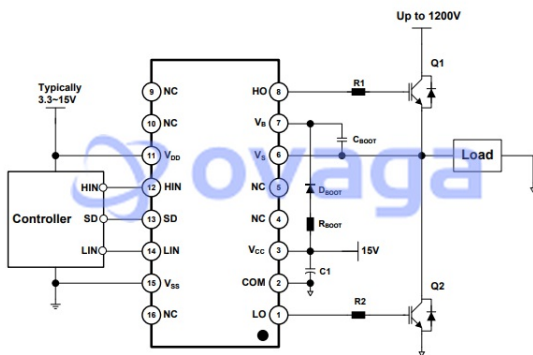 Up to 1200V
Q1
Typically
3.3~15V
9 NC
HO 8
R1
10 NC
VB 7
CBOOT
11 VDD
VS 6
Load
ovaga
Controller
HIN 12 HIN
NC 5
DBOOT
SD 13 SD
NC 4
RBOOT
LIN 14 LIN
VCC 3
15V
15 VSS
COM 2
C1
16 NC
LO 1
R2
Q2